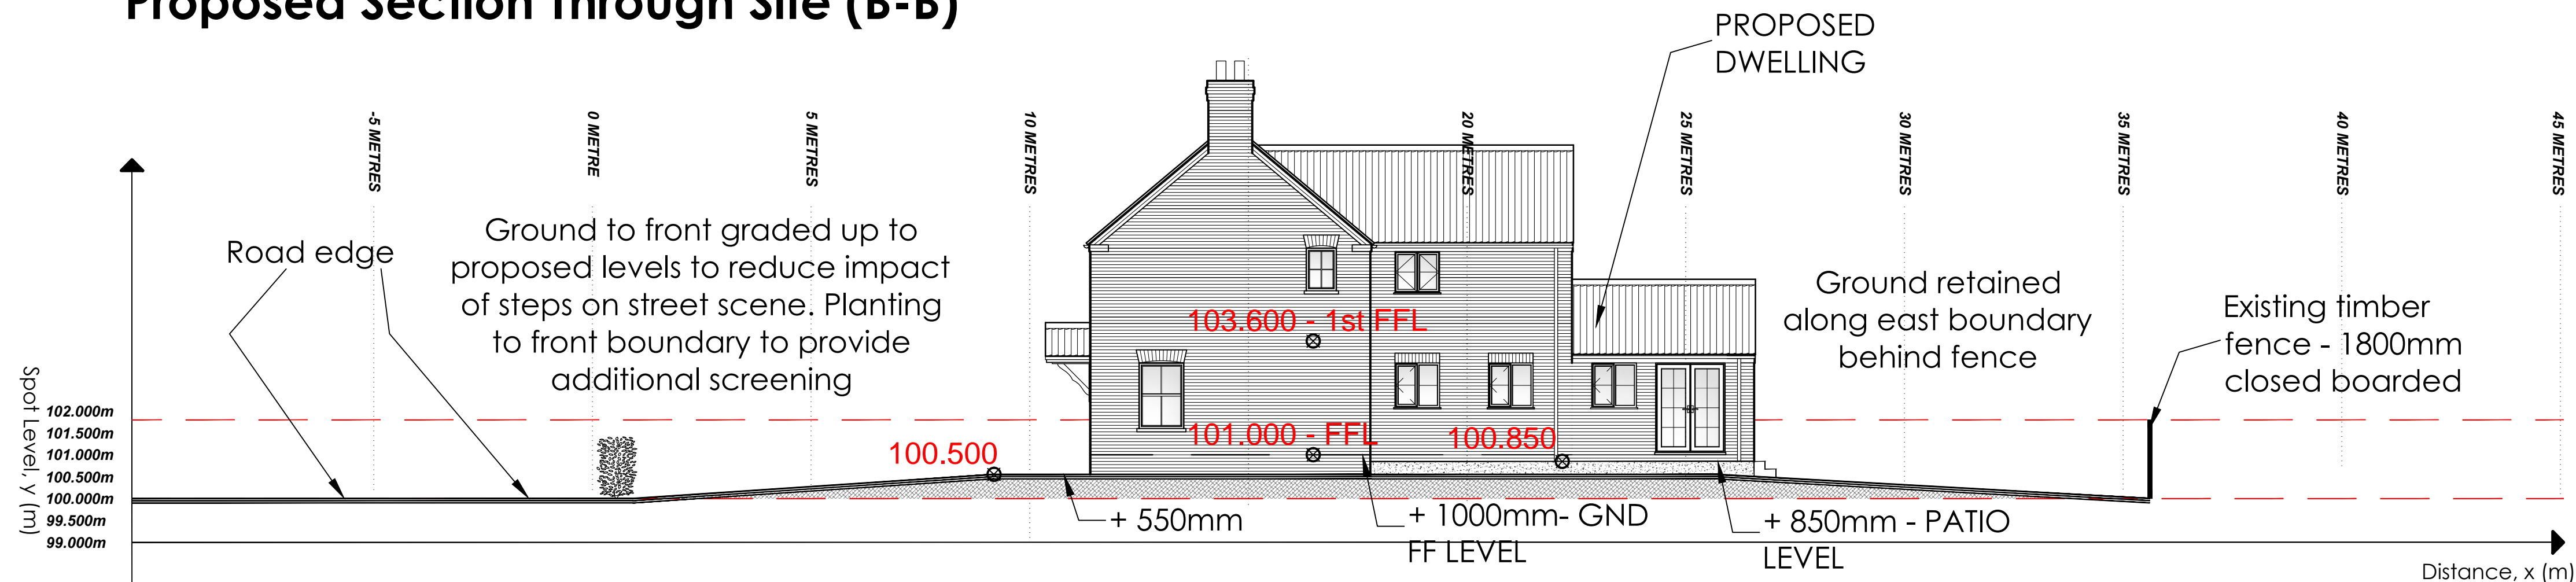 Proposed Section Through Site (B-B)
PROPOSED
DWELLING
-5 METRES
0 METRE
5 METRES
10 METRES
20 METRES
25 METRES
30 METRES
35 METRES
40 METRES
45 METRES
Road edge
Ground to front graded up to
proposed levels to reduce impact
of steps on street scene. Planting
to front boundary to provide
additional screening
Ground retained
along east boundary
behind fence
Existing timber
fence - 1800mm
closed boarded
103.600 - 1st FFL
101.000 - FFL
100.850
100.500
Spot Level, y (m)
102.000m
101.500m
101.000m
100.500m
100.000m
99.500m
99.000m
+ 550mm
+ 1000mm- GND
FF LEVEL
+ 850mm - PATIO
LEVEL
Distance, x (m)